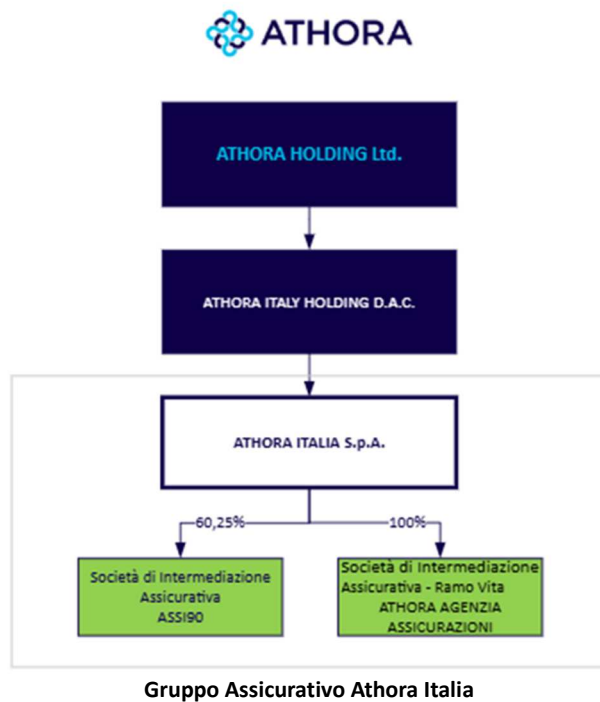 ATHORA
ATHORA HOLDING Ltd.
ATHORA ITALY HOLDING D.A.C.
ATHORA ITALIA S.p.A.
60,25%
100%
Società di Intermediazione
Assicurativa
ASSI90
Società di Intermediazione
Assicurativa - Ramo Vita
ATHORA AGENZIA
ASSICURAZIONI
Gruppo Assicurativo Athora Italia